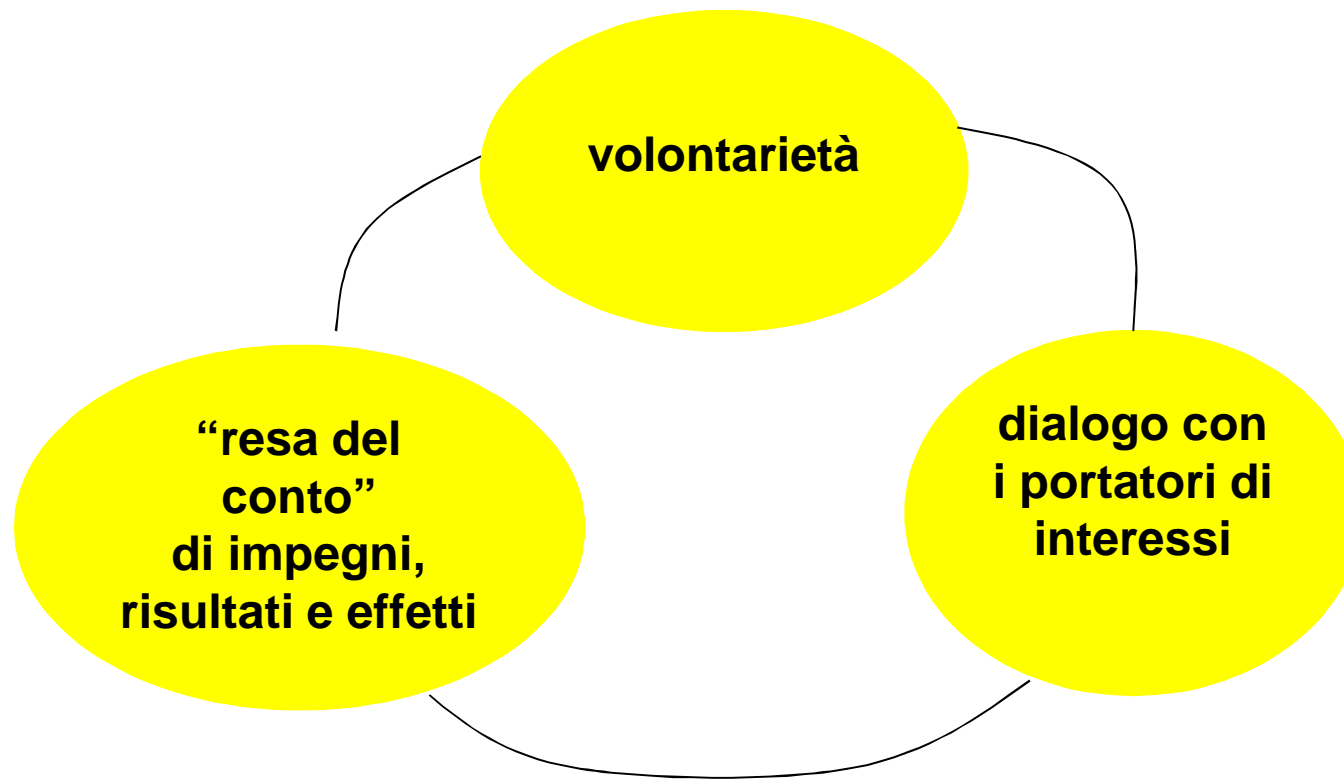 volontarietà
“resa del
conto”
di impegni,
risultati e effetti
dialogo con
i portatori di
interessi